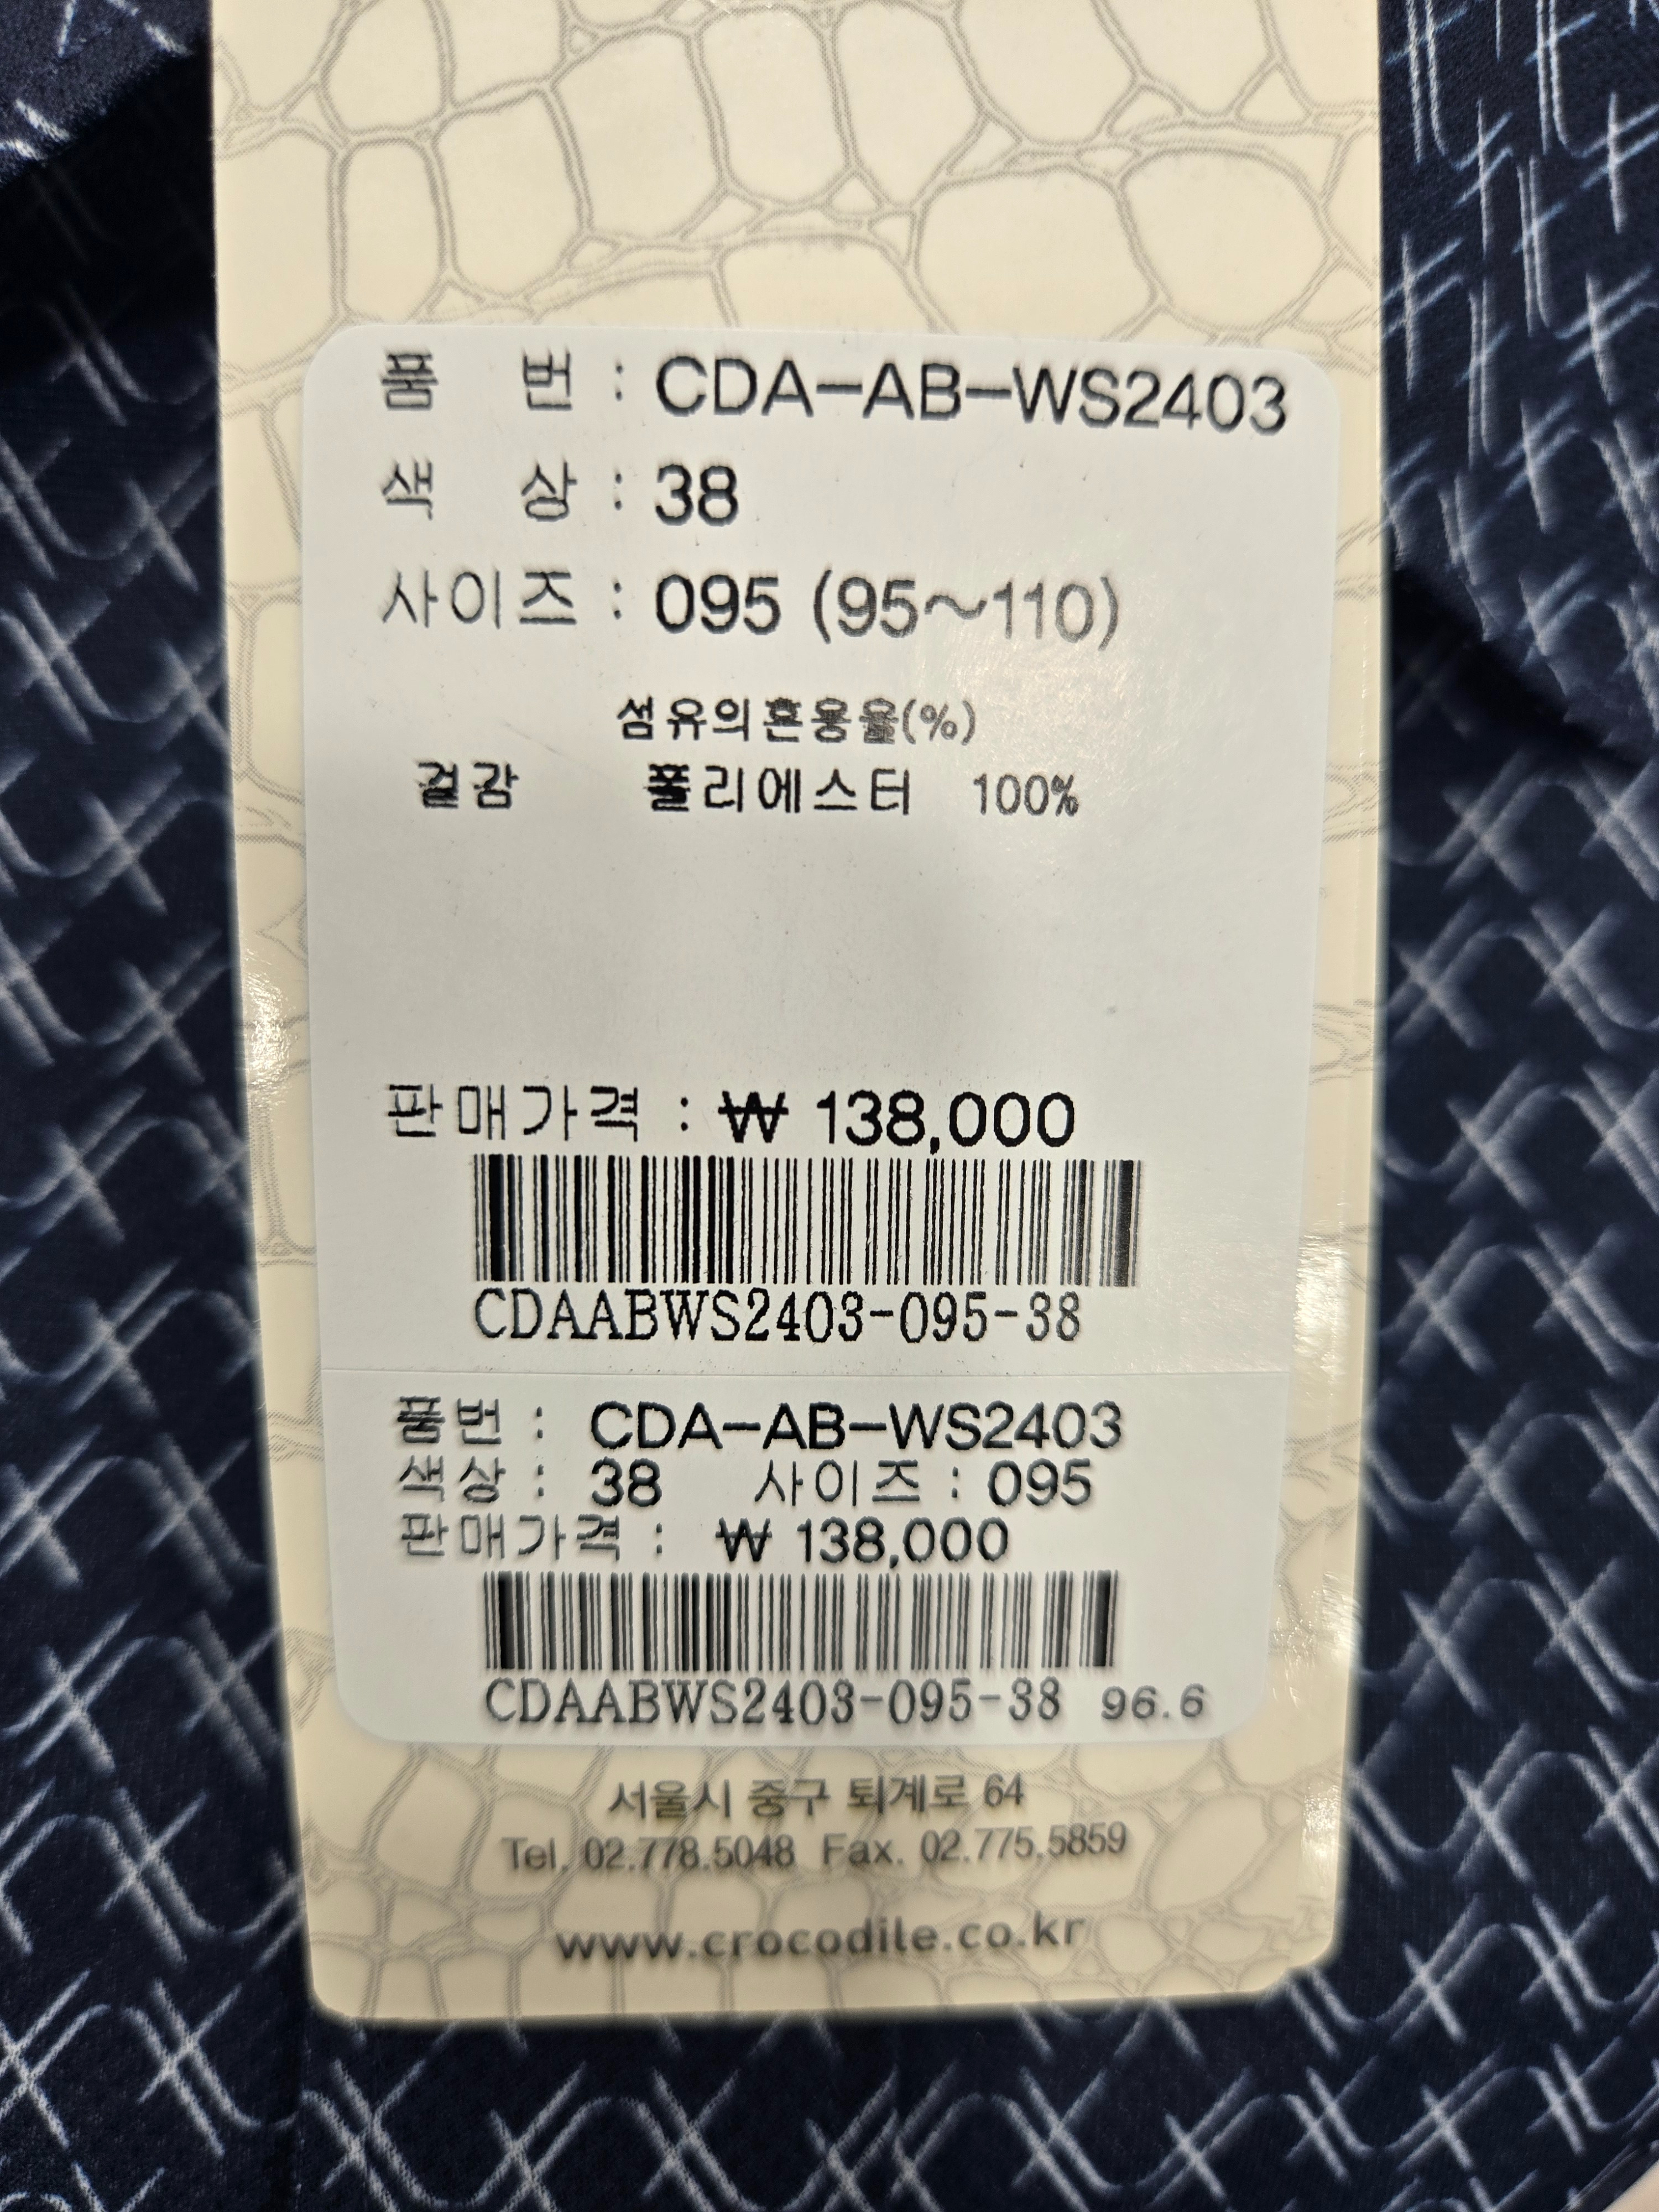 품 번 : CDA-AB-WS2403
색 상 : 38
사이즈 : 095 (95~110)
섬유의혼용율(%)
겉감 폴리에스터 100%
판매가격 : ₩ 138,000
CDAABWS2403-095-38
품번 : CDA-AB-WS2403
색상 : 38 사이즈 : 095
판매가격 : ₩ 138,000
CDAABWS2403-095-38 96.6
서울시 중구 퇴계로 64
Tel. 02.778.5048 Fax. 02.775.5859
www.crocodile.co.kr